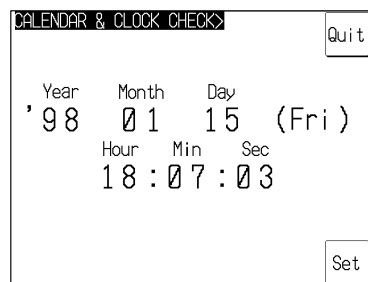 CALENDAR & CLOCK CHECK>
Quit
Year Month Day
'98 01 15 (Fri)
Hour Min Sec
18:07:03
Set